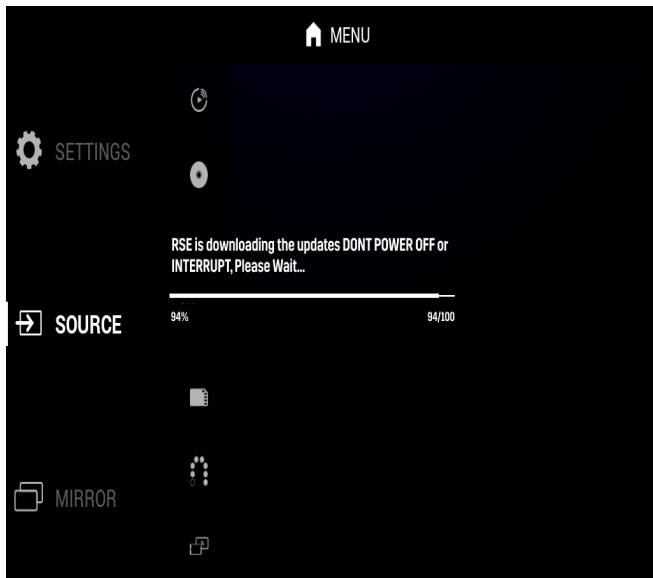 MENU
SETTINGS
RSE is downloading the updates DONT POWER OFF or
INTERRUPT, Please Wait...
94%
94/100
SOURCE
MIRROR